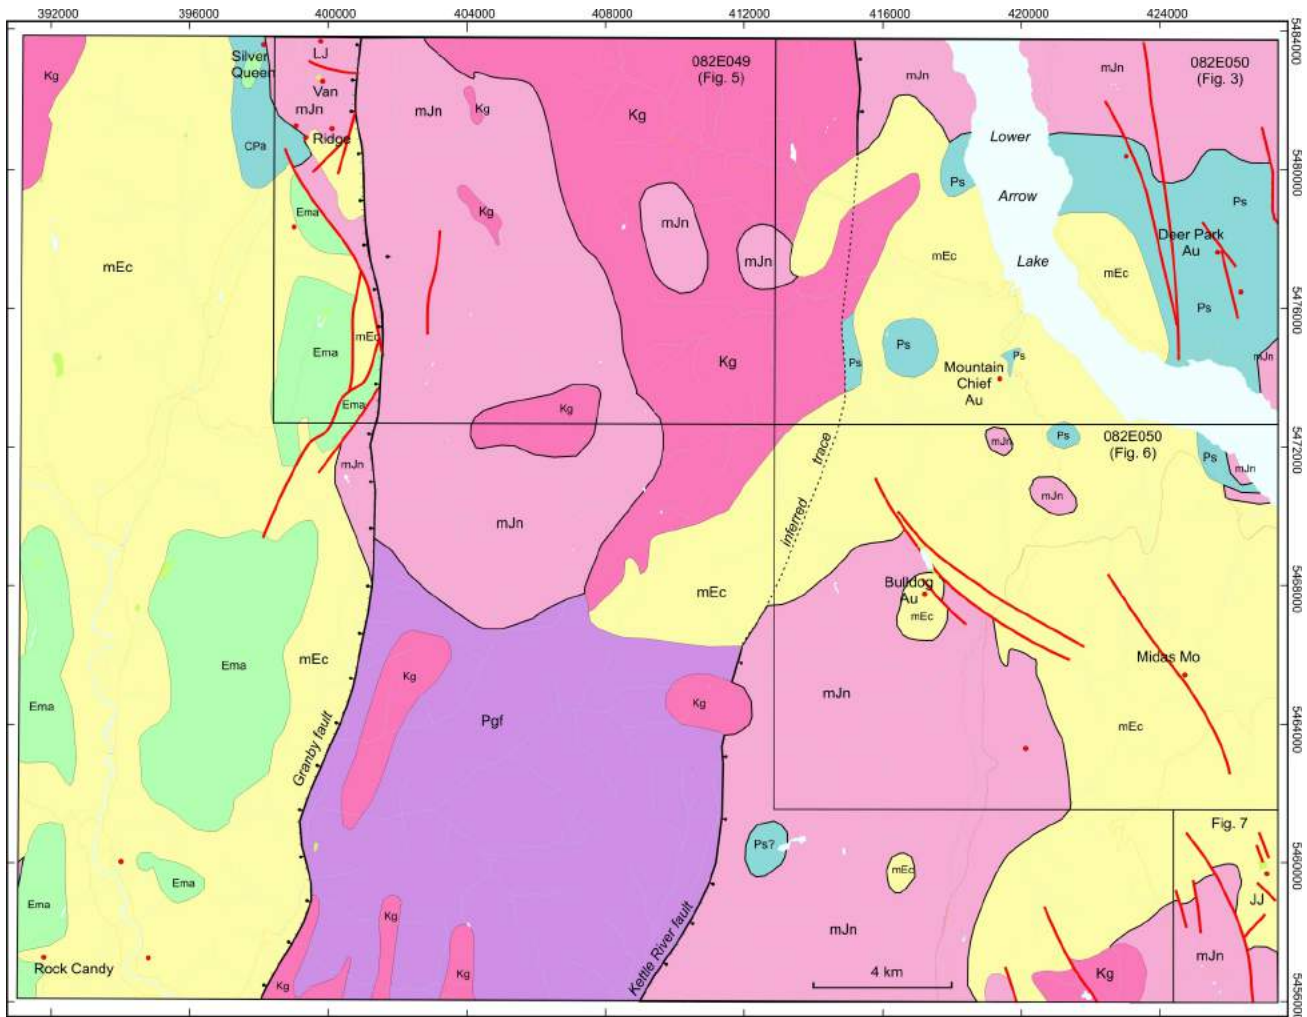 392000 396000 400000 404000 408000 412000 416000 420000 424000
5484000
Silver
Queen
LJ
Van
mJn
Ridge
CPa
Kg
mJn
Kg
Kg
Kg
082E049
(Fig. 5)
mJn
mJn
082E050
(Fig. 3)
Lower
Arrow
Lake
5480000
Ps
Ps
Deer Park
Au
mEc
Ema
mJn
mJn
mEc
mEc
Ps
5476000
mEc
Ema
Ema
Kg
Kg
Ps
Ps
Ps
Mountain
Chief
Au
mJn
inferred trace
mJn
Ps
082E050
(Fig. 6)
Ps
mJn
5472000
mJn
mJn
mJn
mEc
Bulldog
Au
mEc
5468000
Ema
mEc
Kg
Kg
mJn
Midas Mo
Ema
Pgf
mEc
5464000
Granby fault
Ps?
mEc
Fig. 7
5460000
Ema
Ema
Kg
Kg
Kg
Kettle River fault
mJn
JJ
mJn
Kg
Rock Candy
4 km
5456000